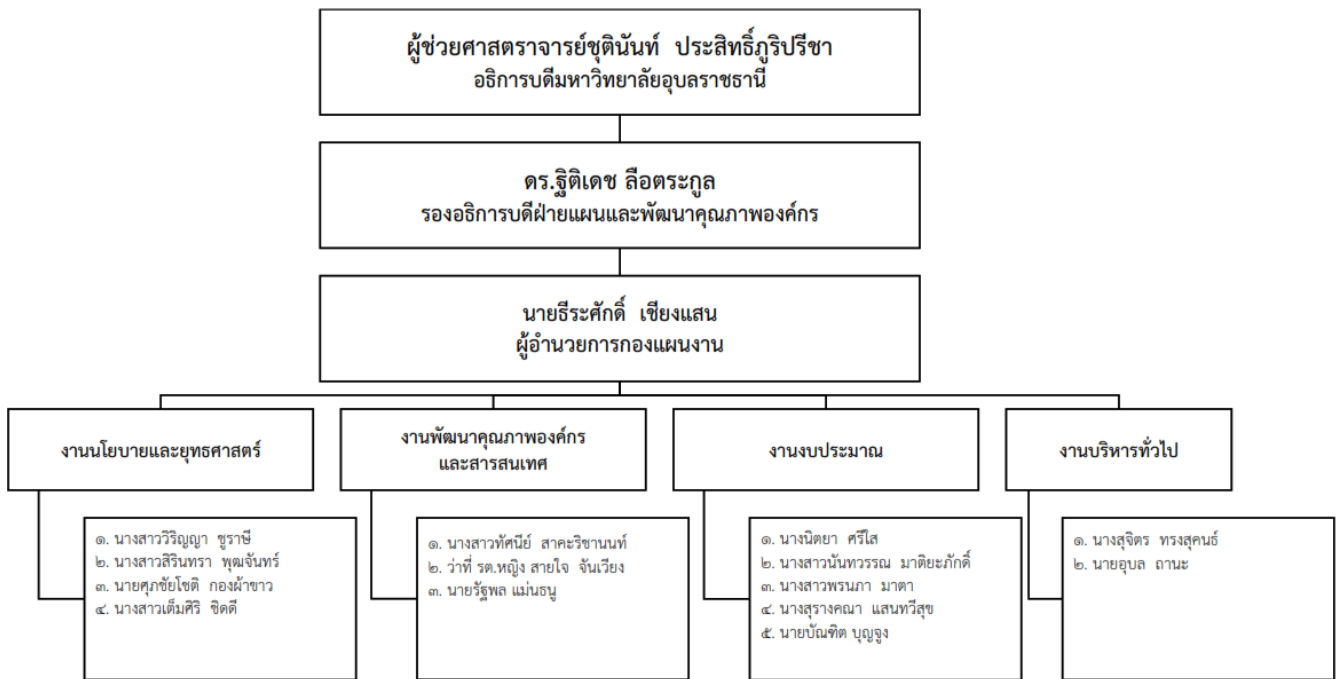 ผู้ช่วยศาสตราจารย์ชุตินันท์ ประสิทธิ์ภูริปรีชา
อธิการบดีมหาวิทยาลัยอุบลราชธานี
ดร.ฐิติเดช ลือตระกูล
รองอธิการบดีฝ่ายแผนและพัฒนาคุณภาพองค์กร
นายธีระศักดิ์ เชียงแสน
ผู้อำนวยการกองแผนงาน
งานนโยบายและยุทธศาสตร์
งานพัฒนาคุณภาพองค์กร
และสารสนเทศ
งานงบประมาณ
งานบริหารทั่วไป
๑. นางสาววิริญญา ชูราษี
๒. นางสาวสิรินทรา พุฒจันทร์
๓. นายศุภชัยโชติ กองผ้าขาว
๔. นางสาวเต็มศิริ ชิดดี
๑. นางสาวทัศนีย์ สาคะริชานนท์
๒. ว่าที่ รต.หญิง สายใจ จันเวียง
๓. นายรัฐพล แม่นธนู
๑. นางนิตยา ศรีใส
๒. นางสาวนันทวรรณ มาติยะภักดิ์
๓. นางสาวพรนภา มาตา
๔. นางสุรางคณา แสนทวีสุข
๕. นายบัณฑิต บุญจูง
๑. นางสุจิตร ทรงสุคนธ์
๒. นายอุบล ถานะ